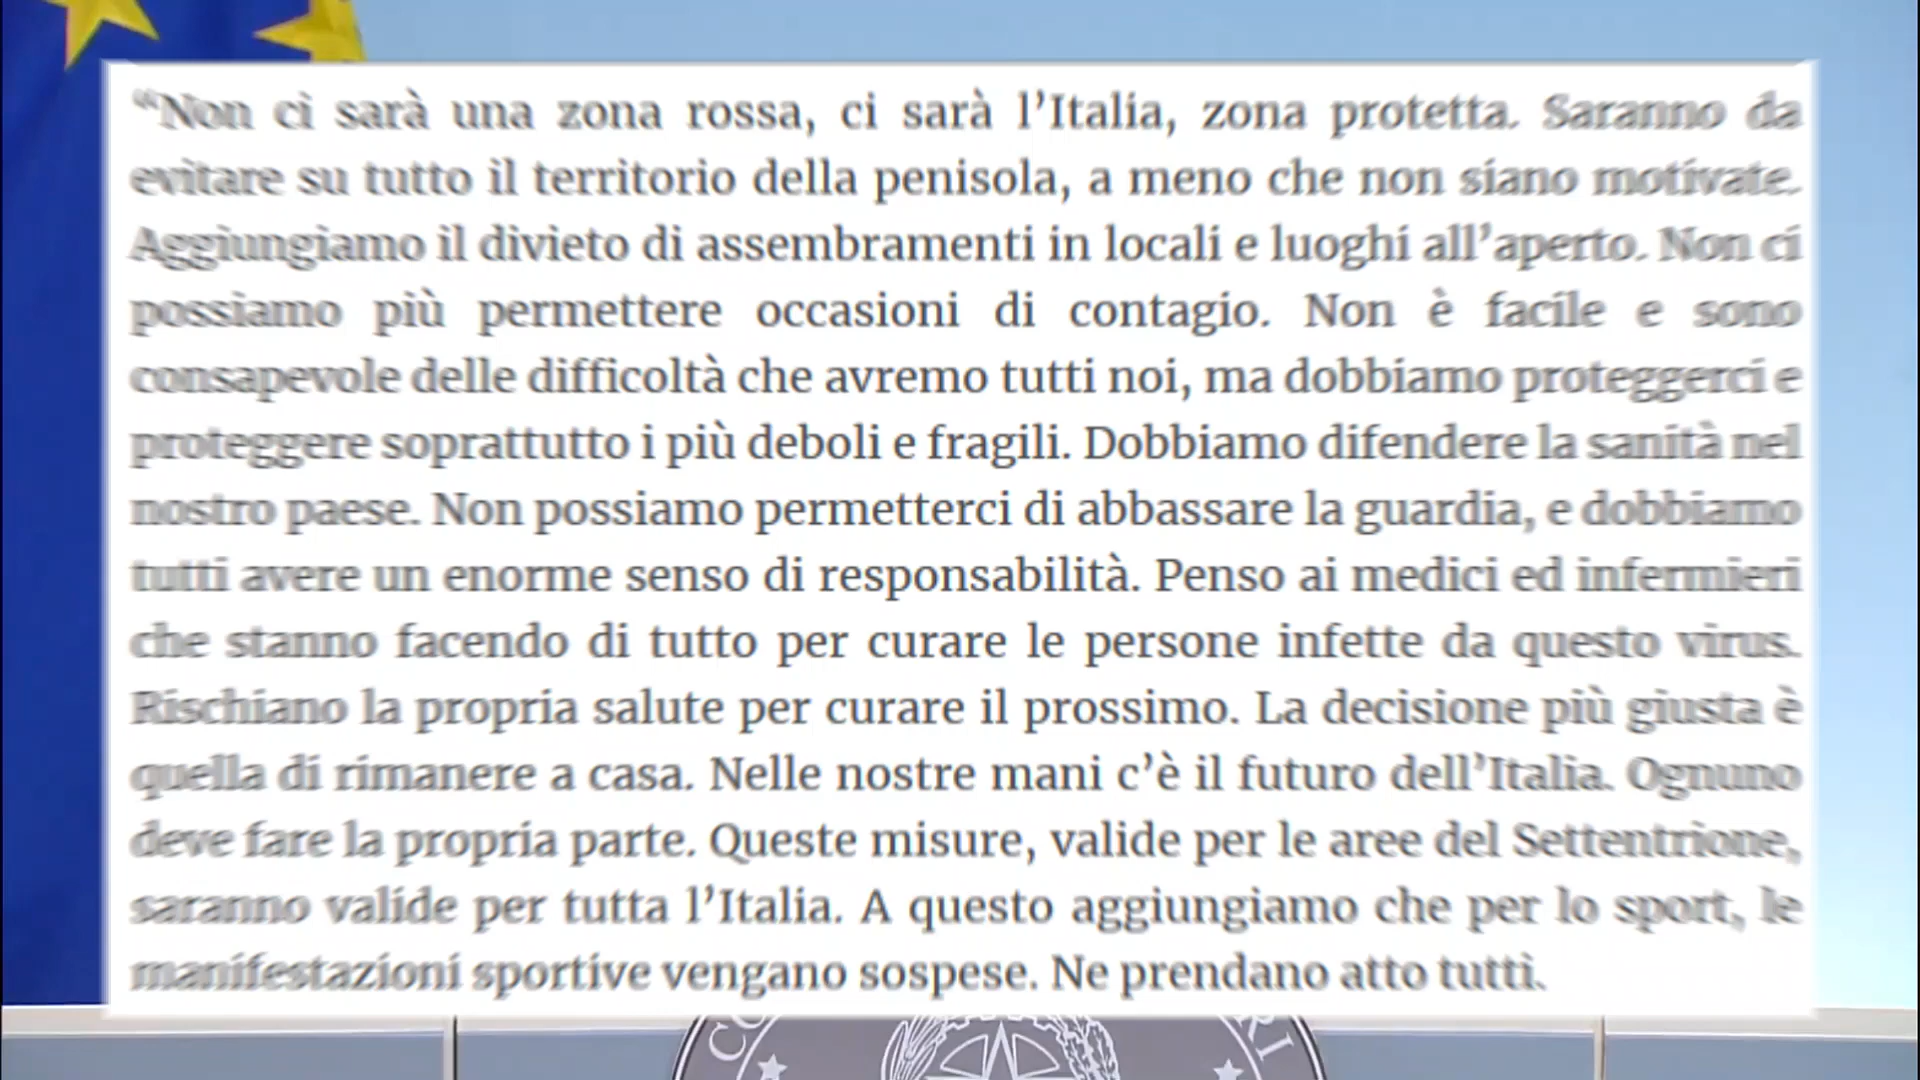 “Non ci sarà una zona rossa, ci sarà l’Italia, zona protetta. Saranno da
evitare su tutto il territorio della penisola, a meno che non siano motivate.
Aggiungiamo il divieto di assembramenti in locali e luoghi all’aperto. Non ci
possiamo più permettere occasioni di contagio. Non è facile e sono
consapevole delle difficoltà che avremo tutti noi, ma dobbiamo proteggerci e
proteggere soprattutto i più deboli e fragili. Dobbiamo difendere la sanità nel
nostro paese. Non possiamo permetterci di abbassare la guardia, e dobbiamo
tutti avere un enorme senso di responsabilità. Penso ai medici ed infermieri
che stanno facendo di tutto per curare le persone infette da questo virus.
Rischiano la propria salute per curare il prossimo. La decisione più giusta è
quella di rimanere a casa. Nelle nostre mani c’è il futuro dell’Italia. Ognuno
deve fare la propria parte. Queste misure, valide per le aree del Settentrione,
saranno valide per tutta l’Italia. A questo aggiungiamo che per lo sport, le
manifestazioni sportive vengano sospese. Ne prendano atto tutti.